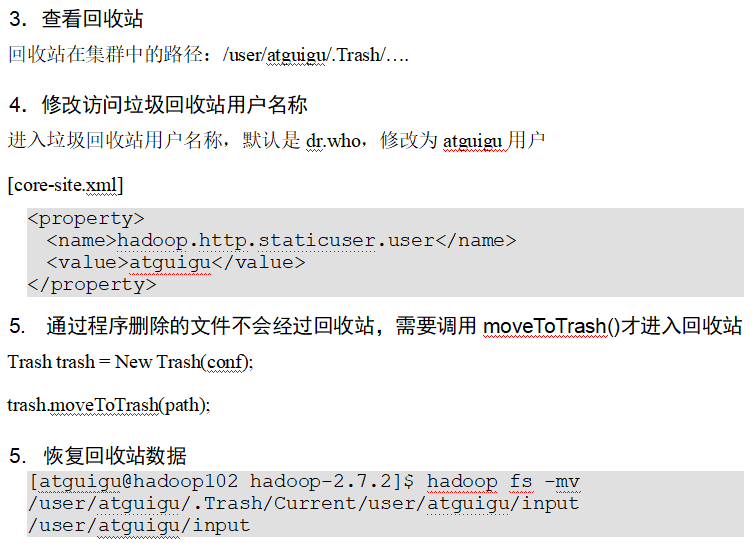 3．查看回收站
回收站在集群中的路径：/user/atguigu/.Trash/….
4．修改访问垃圾回收站用户名称
进入垃圾回收站用户名称，默认是 dr.who，修改为 atguigu 用户
[core-site.xml]
<property>
  <name>hadoop.http.staticuser.user</name>
  <value>atguigu</value>
</property>
5.   通过程序删除的文件不会经过回收站，需要调用 moveToTrash()才进入回收站
Trash trash = New Trash(conf);
trash.moveToTrash(path);
5.   恢复回收站数据
[atguigu@hadoop102 hadoop-2.7.2]$ hadoop fs -mv
/user/atguigu/.Trash/Current/user/atguigu/input
/user/atguigu/input